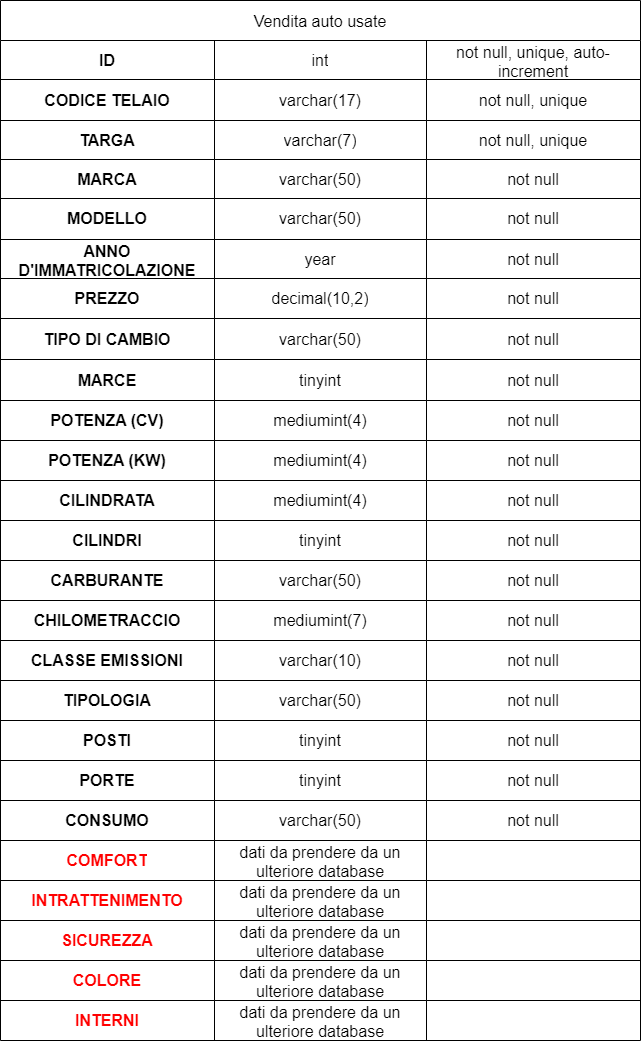 Vendita auto usate
ID int not null, unique, auto-
increment
CODICE TELAIO varchar(17) not null, unique
TARGA varchar(7) not null, unique
MARCA varchar(50) not null
MODELLO varchar(50) not null
ANNO
D'IMMATRICOLAZIONE year not null
PREZZO decimal(10,2) not null
TIPO DI CAMBIO varchar(50) not null
MARCE tinyint not null
POTENZA (CV) mediumint(4) not null
POTENZA (KW) mediumint(4) not null
CILINDRATA mediumint(4) not null
CILINDRI tinyint not null
CARBURANTE varchar(50) not null
CHILOMETRACCIO mediumint(7) not null
CLASSE EMISSIONI varchar(10) not null
TIPOLOGIA varchar(50) not null
POSTI tinyint not null
PORTE tinyint not null
CONSUMO varchar(50) not null
COMFORT dati da prendere da un
ulteriore database
INTRATTENIMENTO dati da prendere da un
ulteriore database
SICUREZZA dati da prendere da un
ulteriore database
COLORE dati da prendere da un
ulteriore database
INTERNI dati da prendere da un
ulteriore database